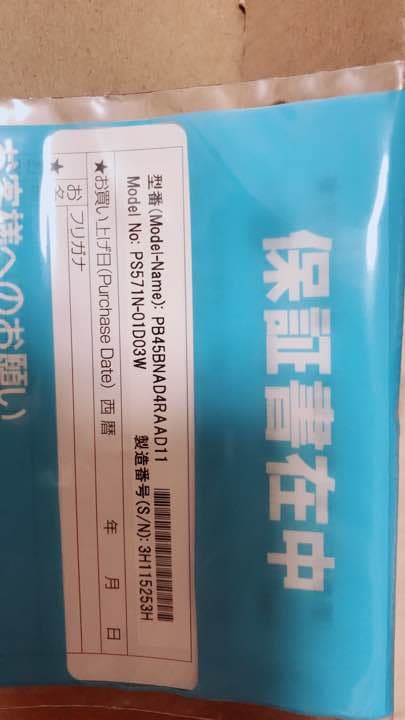 保証書在中
型番(Model-Name): PB45BNAD4RAAD11
Model No: PS571N-01D03W 製造番号(S/N): 3H115253H
★お買い上げ日(Purchase Date) 西暦 年 月 日
フリガナ
★お
客様へのお願い